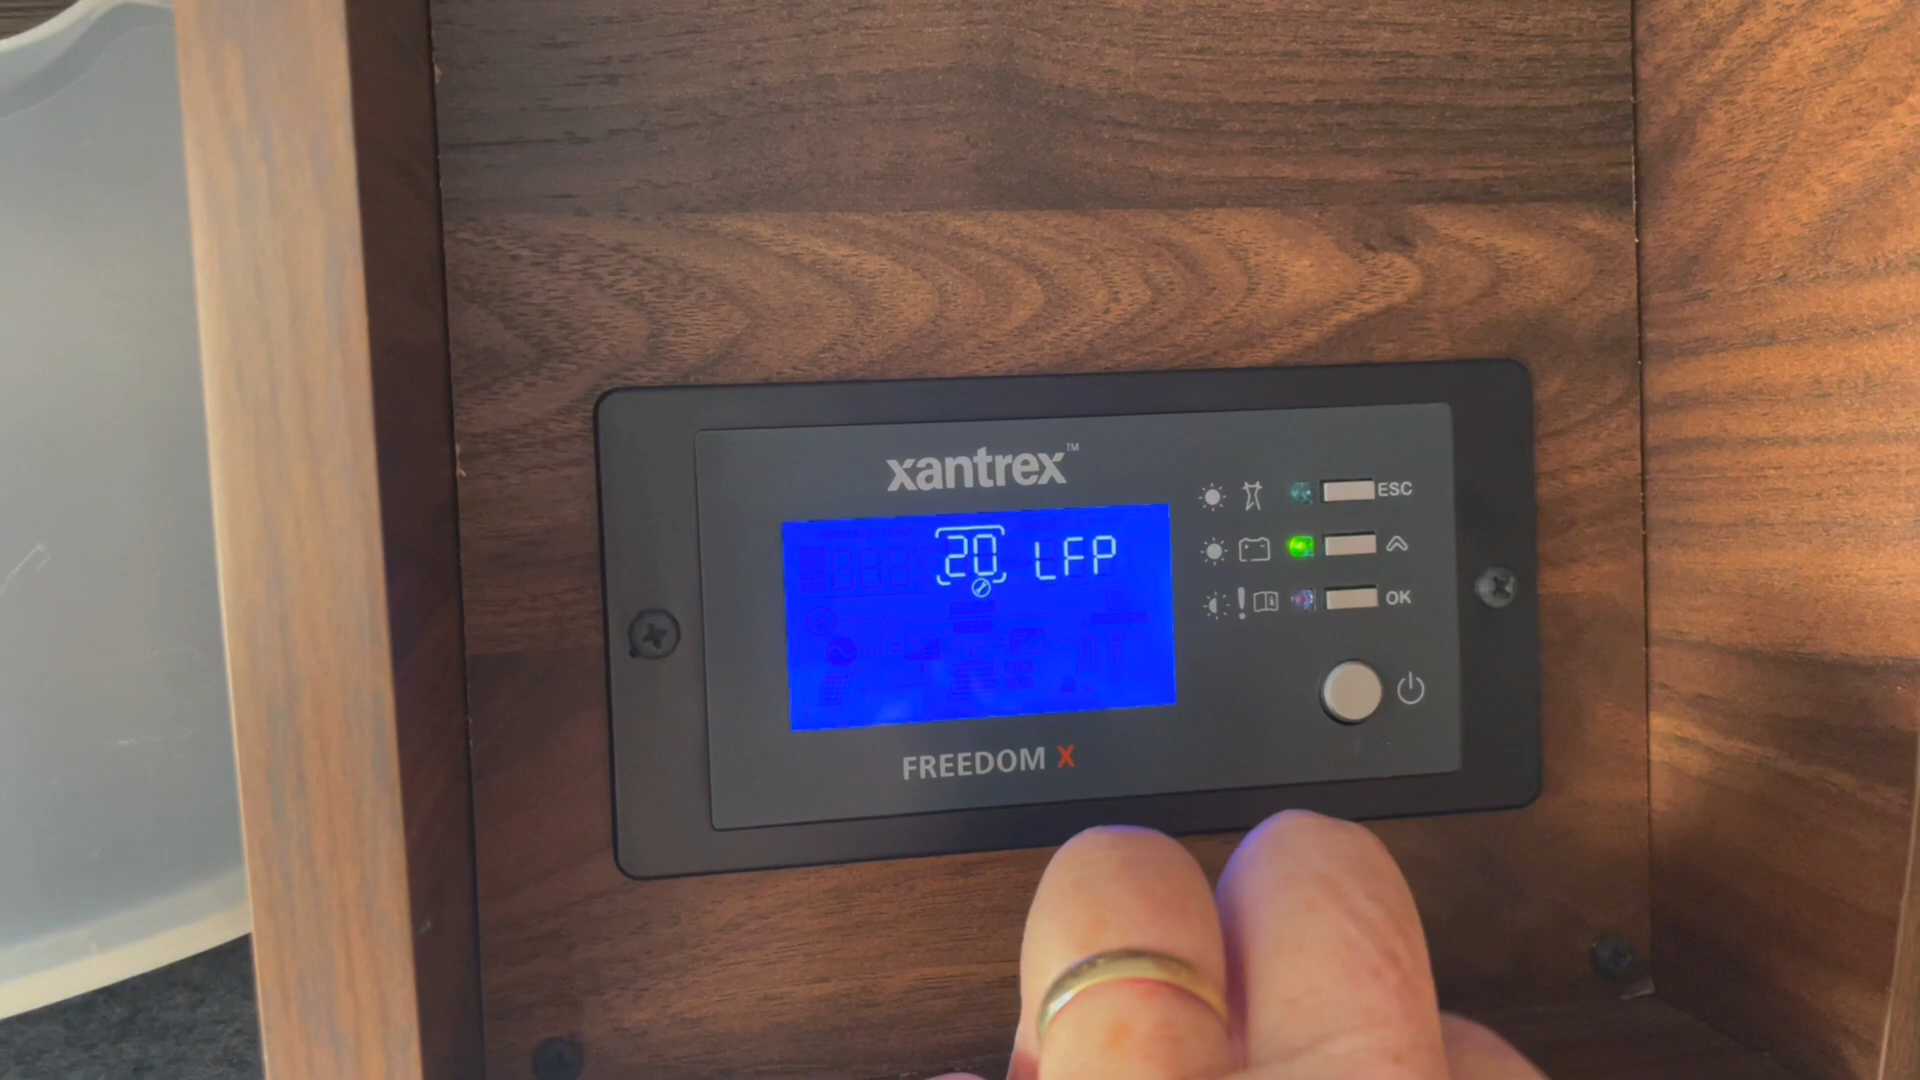 xantrex™
20 LFP
ESC
OK
FREEDOM X